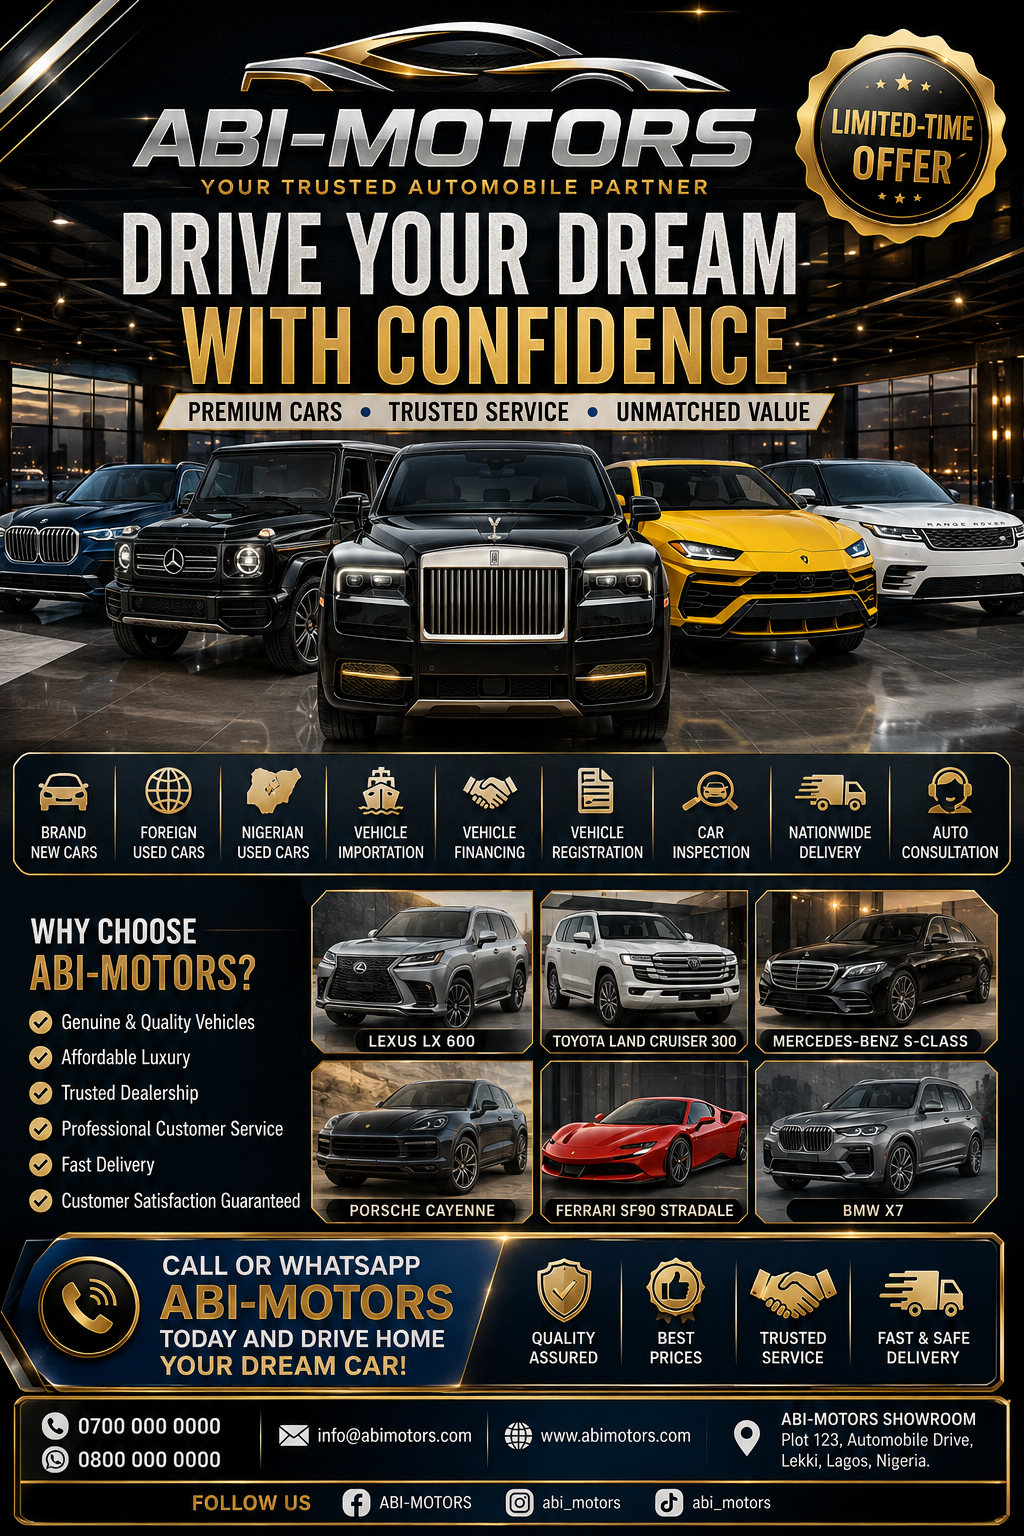 ABI-MOTORS
YOUR TRUSTED AUTOMOBILE PARTNER
LIMITED-TIME
OFFER
DRIVE YOUR DREAM
WITH CONFIDENCE
PREMIUM CARS • TRUSTED SERVICE • UNMATCHED VALUE
RANGE ROVER
BRAND
NEW CARS
FOREIGN
USED CARS
NIGERIAN
USED CARS
VEHICLE
IMPORTATION
VEHICLE
FINANCING
VEHICLE
REGISTRATION
CAR
INSPECTION
NATIONWIDE
DELIVERY
AUTO
CONSULTATION
WHY CHOOSE
ABI-MOTORS?
Genuine & Quality Vehicles
Affordable Luxury
Trusted Dealership
Professional Customer Service
Fast Delivery
Customer Satisfaction Guaranteed
LEXUS LX 600
TOYOTA LAND CRUISER 300
MERCEDES-BENZ S-CLASS
PORSCHE CAYENNE
FERRARI SF90 STRADALE
BMW X7
CALL OR WHATSAPP
ABI-MOTORS
TODAY AND DRIVE HOME
YOUR DREAM CAR!
QUALITY
ASSURED
BEST
PRICES
TRUSTED
SERVICE
FAST & SAFE
DELIVERY
0700 000 0000
0800 000 0000
info@abimotors.com
www.abimotors.com
ABI-MOTORS SHOWROOM
Plot 123, Automobile Drive,
Lekki, Lagos, Nigeria.
FOLLOW US
ABI-MOTORS
abi_motors
abi_motors